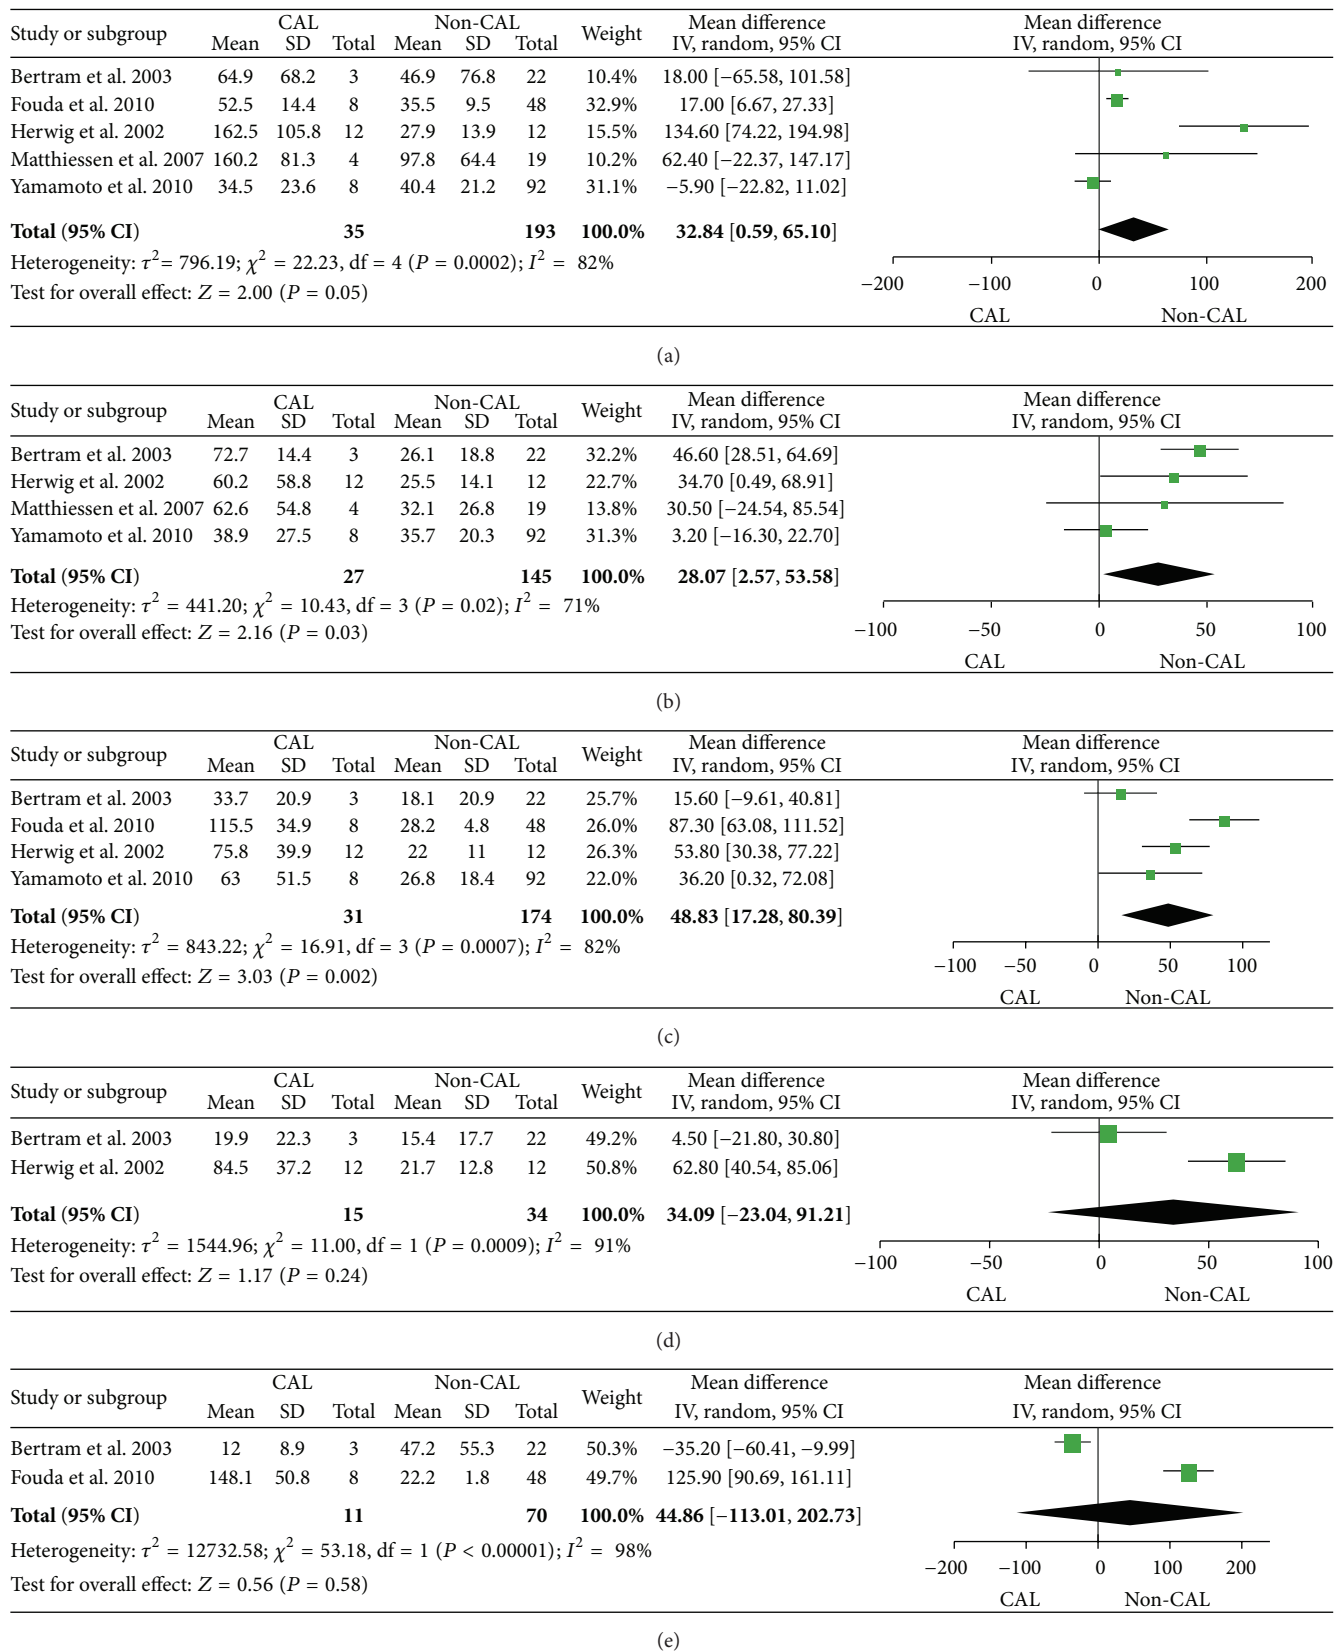 Study or subgroup CAL Non-CAL Weight Mean difference Mean difference
Mean SD Total Mean SD Total IV, random, 95% CI IV, random, 95% CI
Bertram et al. 2003 64.9 68.2 3 46.9 76.8 22 10.4% 18.00 [−65.58, 101.58]
Fouda et al. 2010 52.5 14.4 8 35.5 9.5 48 32.9% 17.00 [6.67, 27.33]
Herwig et al. 2002 162.5 105.8 12 27.9 13.9 12 15.5% 134.60 [74.22, 194.98]
Matthiessen et al. 2007 160.2 81.3 4 97.8 64.4 19 10.2% 62.40 [−22.37, 147.17]
Yamamoto et al. 2010 34.5 23.6 8 40.4 21.2 92 31.1% −5.90 [−22.82, 11.02]
Total (95% CI) 35 193 100.0% 32.84 [0.59, 65.10]
Heterogeneity: τ² = 796.19; χ² = 22.23, df = 4 (P = 0.0002); I² = 82%
Test for overall effect: Z = 2.00 (P = 0.05)
−200 −100 0 100 200
CAL Non-CAL
(a)
Study or subgroup CAL Non-CAL Weight Mean difference Mean difference
Mean SD Total Mean SD Total IV, random, 95% CI IV, random, 95% CI
Bertram et al. 2003 72.7 14.4 3 26.1 18.8 22 32.2% 46.60 [28.51, 64.69]
Herwig et al. 2002 60.2 58.8 12 25.5 14.1 12 22.7% 34.70 [0.49, 68.91]
Matthiessen et al. 2007 62.6 54.8 4 32.1 26.8 19 13.8% 30.50 [−24.54, 85.54]
Yamamoto et al. 2010 38.9 27.5 8 35.7 20.3 92 31.3% 3.20 [−16.30, 22.70]
Total (95% CI) 27 145 100.0% 28.07 [2.57, 53.58]
Heterogeneity: τ² = 441.20; χ² = 10.43, df = 3 (P = 0.02); I² = 71%
Test for overall effect: Z = 2.16 (P = 0.03)
−100 −50 0 50 100
CAL Non-CAL
(b)
Study or subgroup CAL Non-CAL Weight Mean difference Mean difference
Mean SD Total Mean SD Total IV, random, 95% CI IV, random, 95% CI
Bertram et al. 2003 33.7 20.9 3 18.1 20.9 22 25.7% 15.60 [−9.61, 40.81]
Fouda et al. 2010 115.5 34.9 8 28.2 4.8 48 26.0% 87.30 [63.08, 111.52]
Herwig et al. 2002 75.8 39.9 12 22 11 12 26.3% 53.80 [30.38, 77.22]
Yamamoto et al. 2010 63 51.5 8 26.8 18.4 92 22.0% 36.20 [0.32, 72.08]
Total (95% CI) 31 174 100.0% 48.83 [17.28, 80.39]
Heterogeneity: τ² = 843.22; χ² = 16.91, df = 3 (P = 0.0007); I² = 82%
Test for overall effect: Z = 3.03 (P = 0.002)
−100 −50 0 50 100
CAL Non-CAL
(c)
Study or subgroup CAL Non-CAL Weight Mean difference Mean difference
Mean SD Total Mean SD Total IV, random, 95% CI IV, random, 95% CI
Bertram et al. 2003 19.9 22.3 3 15.4 17.7 22 49.2% 4.50 [−21.80, 30.80]
Herwig et al. 2002 84.5 37.2 12 21.7 12.8 12 50.8% 62.80 [40.54, 85.06]
Total (95% CI) 15 34 100.0% 34.09 [−23.04, 91.21]
Heterogeneity: τ² = 1544.96; χ² = 11.00, df = 1 (P = 0.0009); I² = 91%
Test for overall effect: Z = 1.17 (P = 0.24)
−100 −50 0 50 100
CAL Non-CAL
(d)
Study or subgroup CAL Non-CAL Weight Mean difference Mean difference
Mean SD Total Mean SD Total IV, random, 95% CI IV, random, 95% CI
Bertram et al. 2003 12 8.9 3 47.2 55.3 22 50.3% −35.20 [−60.41, −9.99]
Fouda et al. 2010 148.1 50.8 8 22.2 1.8 48 49.7% 125.90 [90.69, 161.11]
Total (95% CI) 11 70 100.0% 44.86 [−113.01, 202.73]
Heterogeneity: τ² = 12732.58; χ² = 53.18, df = 1 (P < 0.00001); I² = 98%
Test for overall effect: Z = 0.56 (P = 0.58)
−200 −100 0 100 200
CAL Non-CAL
(e)